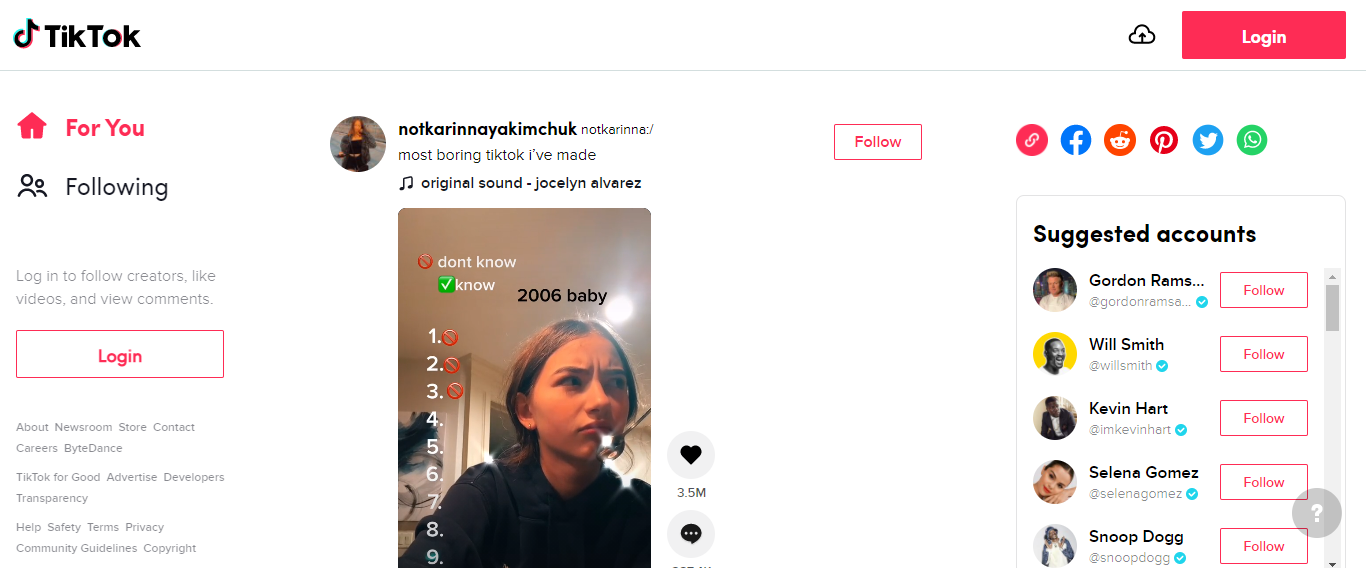 TikTok
Login
For You
Following
Log in to follow creators, like
videos, and view comments.
Login
About Newsroom Store Contact
Careers ByteDance
TikTok for Good Advertise Developers
Transparency
Help Safety Terms Privacy
Community Guidelines Copyright
notkarinnayakimchuk notkarinna:/
most boring tiktok i've made
original sound - jocelyn alvarez
Follow
🚫 dont know
✅know
2006 baby
1.🚫
2.🚫
3.🚫
4.
5.
6.
7.
8.
9.
3.5M
Suggested accounts
Gordon Rams...
@gordonramsa...
Follow
Will Smith
@willsmith
Follow
Kevin Hart
@imkevinhart
Follow
Selena Gomez
@selenagomez
Follow
Snoop Dogg
@snoopdogg
Follow
?